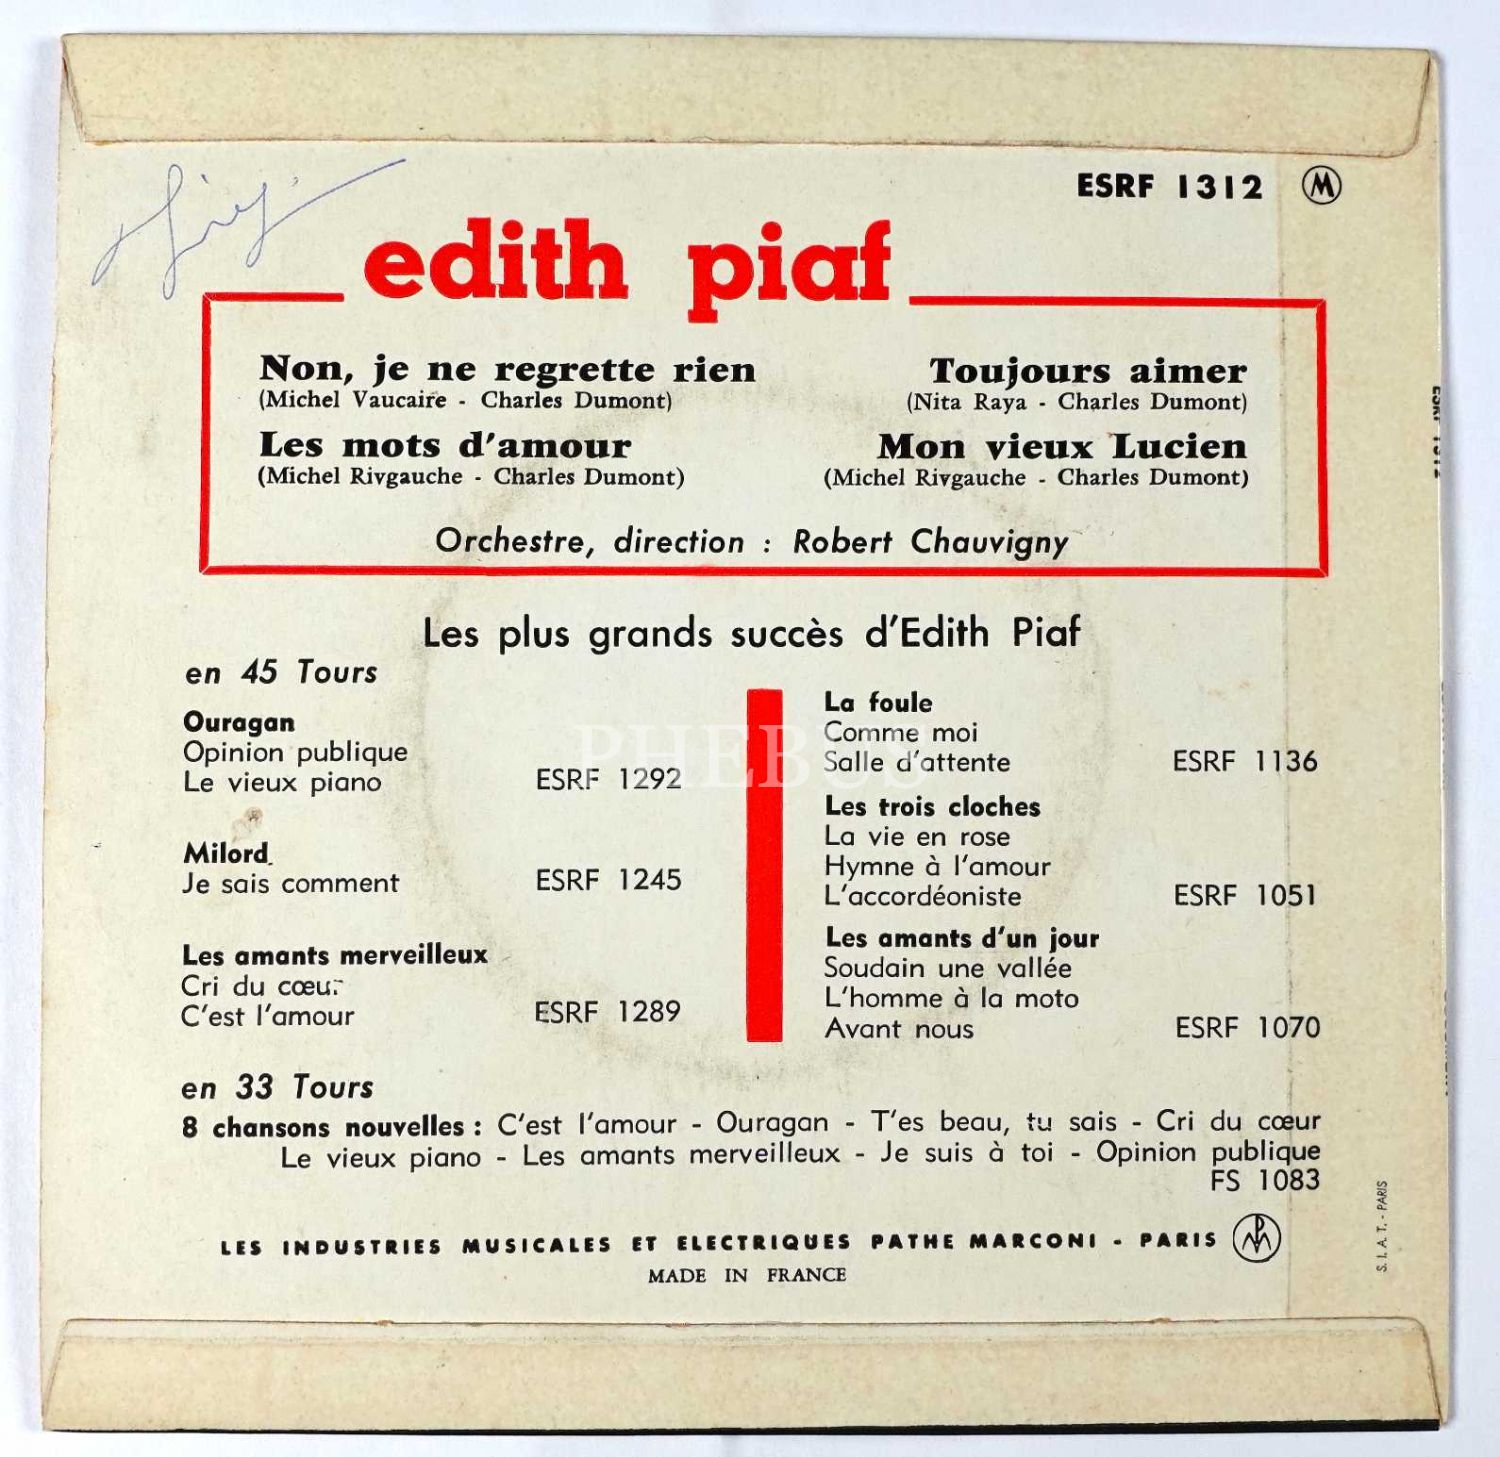 ESRF 1312 M
edith piaf
Non, je ne regrette rien
(Michel Vaucaire - Charles Dumont)
Toujours aimer
(Nita Raya - Charles Dumont)
Les mots d'amour
(Michel Rivgauche - Charles Dumont)
Mon vieux Lucien
(Michel Rivgauche - Charles Dumont)
Orchestre, direction : Robert Chauvigny
Les plus grands succès d'Edith Piaf
en 45 Tours
Ouragan
Opinion publique
Le vieux piano ESRF 1292
Milord
Je sais comment ESRF 1245
Les amants merveilleux
Cri du cœur
C'est l'amour ESRF 1289
La foule
Comme moi
Salle d'attente ESRF 1136
Les trois cloches
La vie en rose
Hymne à l'amour
L'accordéoniste ESRF 1051
Les amants d'un jour
Soudain une vallée
L'homme à la moto
Avant nous ESRF 1070
PHEBUS
en 33 Tours
8 chansons nouvelles : C'est l'amour - Ouragan - T'es beau, tu sais - Cri du cœur
Le vieux piano - Les amants merveilleux - Je suis à toi - Opinion publique
FS 1083
LES INDUSTRIES MUSICALES ET ELECTRIQUES PATHE MARCONI - PARIS
MADE IN FRANCE
S. I. A. T. - PARIS
ESRF 1312